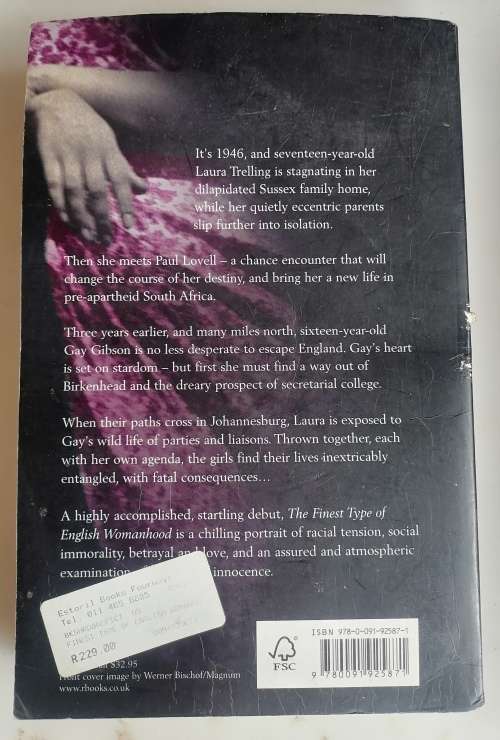 It's 1946, and seventeen-year-old
Laura Trelling is stagnating in her
dilapidated Sussex family home,
while her quietly eccentric parents
slip further into isolation.
Then she meets Paul Lovell – a chance encounter that will
change the course of her destiny, and bring her a new life in
pre-apartheid South Africa.
Three years earlier, and many miles north, sixteen-year-old
Gay Gibson is no less desperate to escape England. Gay's heart
is set on stardom – but first she must find a way out of
Birkenhead and the dreary prospect of secretarial college.
When their paths cross in Johannesburg, Laura is exposed to
Gay's wild life of parties and liaisons. Thrown together, each
with her own agenda, the girls find their lives inextricably
entangled, with fatal consequences…
A highly accomplished, startling debut, The Finest Type of
English Womanhood is a chilling portrait of racial tension, social
immorality, betrayal and love, and an assured and atmospheric
examination innocence.
Estoril Books
Tel: 011
R229.00
$32.95
Front cover image by Werner Bischof/Magnum
www.rbooks.co.uk
FSC
ISBN 978-0-091-92587-1
9 780091 925871